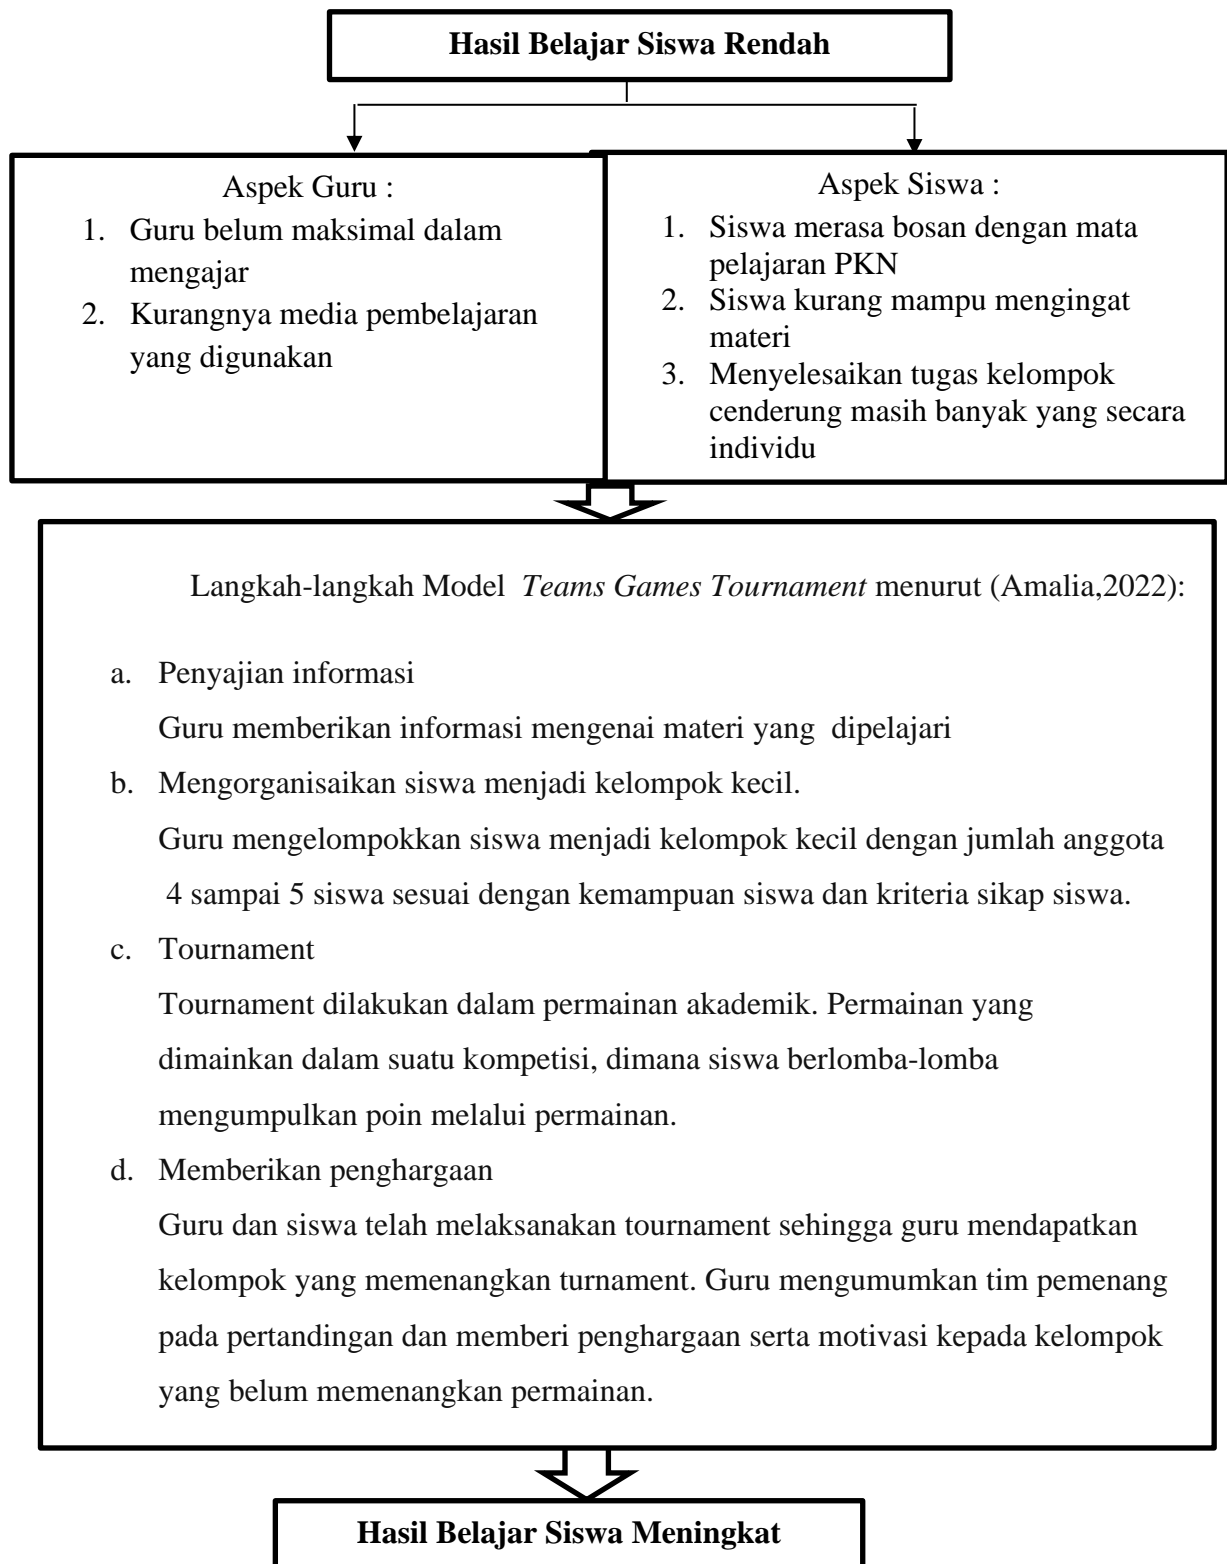 Hasil Belajar Siswa Rendah
Aspek Guru :
1. Guru belum maksimal dalam
mengajar
2. Kurangnya media pembelajaran
yang digunakan
Aspek Siswa :
1. Siswa merasa bosan dengan mata
pelajaran PKN
2. Siswa kurang mampu mengingat
materi
3. Menyelesaikan tugas kelompok
cenderung masih banyak yang secara
individu
Langkah-langkah Model Teams Games Tournament menurut (Amalia,2022):
a. Penyajian informasi
Guru memberikan informasi mengenai materi yang dipelajari
b. Mengorganisaikan siswa menjadi kelompok kecil.
Guru mengelompokkan siswa menjadi kelompok kecil dengan jumlah anggota
4 sampai 5 siswa sesuai dengan kemampuan siswa dan kriteria sikap siswa.
c. Tournament
Tournament dilakukan dalam permainan akademik. Permainan yang
dimainkan dalam suatu kompetisi, dimana siswa berlomba-lomba
mengumpulkan poin melalui permainan.
d. Memberikan penghargaan
Guru dan siswa telah melaksanakan tournament sehingga guru mendapatkan
kelompok yang memenangkan turnament. Guru mengumumkan tim pemenang
pada pertandingan dan memberi penghargaan serta motivasi kepada kelompok
yang belum memenangkan permainan.
Hasil Belajar Siswa Meningkat